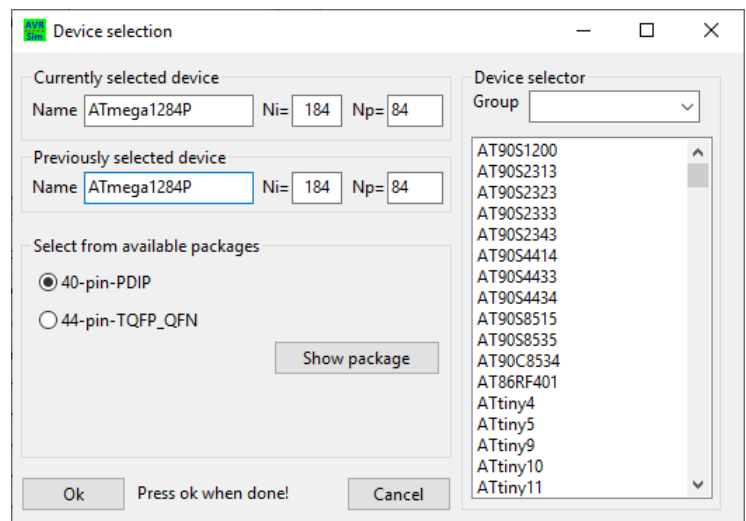 AVR
Sim
Device selection
Currently selected device
Name ATmega1284P Ni= 184 Np= 84
Previously selected device
Name ATmega1284P Ni= 184 Np= 84
Select from available packages
40-pin-PDIP
44-pin-TQFP_QFN
Show package
Ok Press ok when done! Cancel
Device selector
Group
AT90S1200
AT90S2313
AT90S2323
AT90S2333
AT90S2343
AT90S4414
AT90S4433
AT90S4434
AT90S8515
AT90S8535
AT90C8534
AT86RF401
ATtiny4
ATtiny5
ATtiny9
ATtiny10
ATtiny11